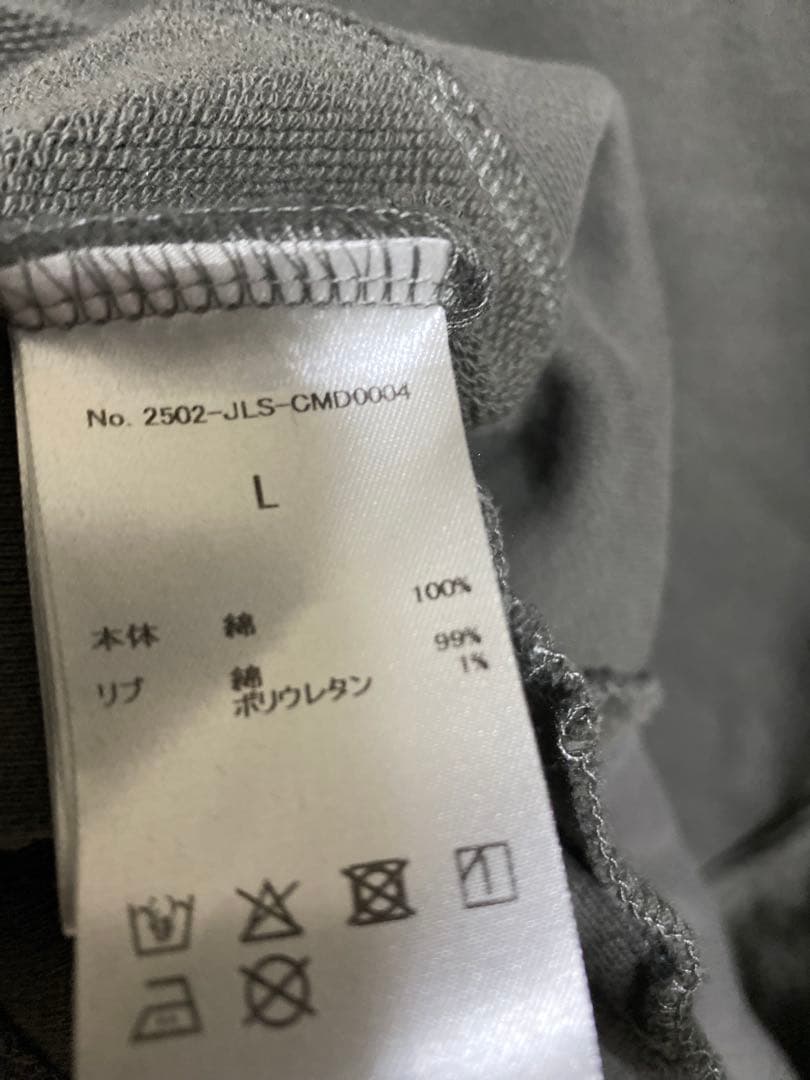 No. 2502-JLS-CMD0004
L
本体 綿 100%
リブ 綿 99%
ポリウレタン 1%